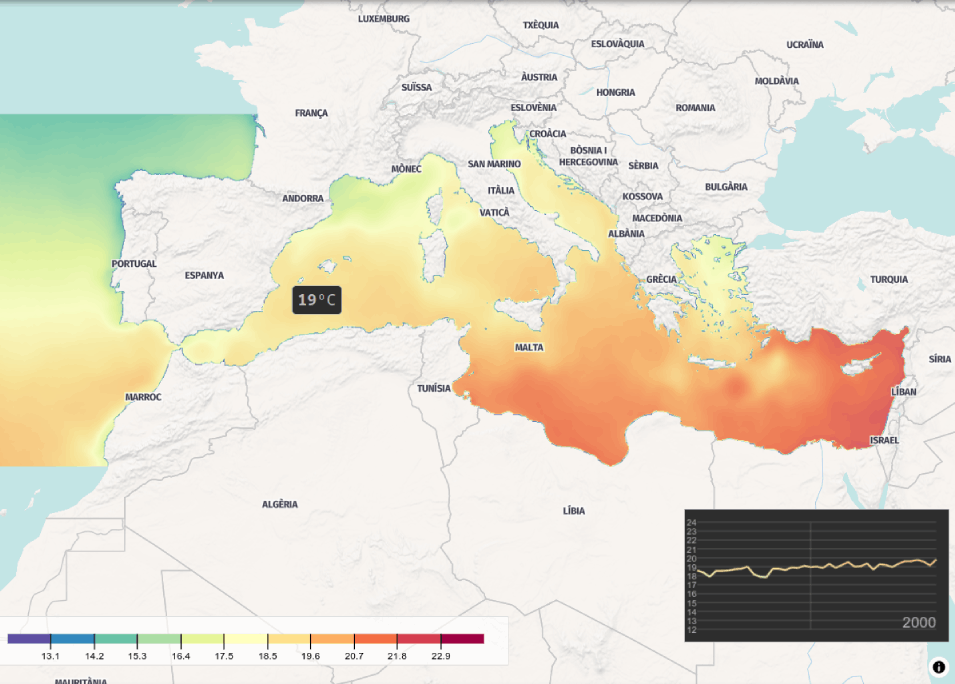 LUXEMBURG
TXÈQUIA
ESLOVÀQUIA
UCRAÏNA
MOLDÀVIA
ÀUSTRIA
SUÏSSA
HONGRIA
ESLOVÈNIA
ROMANIA
FRANÇA
CROÀCIA
BÒSNIA I
HERCEGOVINA
SÈRBIA
SAN MARINO
MÒNEC
ITÀLIA
BULGÀRIA
KOSSOVA
ANDORRA
VATICÀ
MACEDÒNIA
ALBÀNIA
PORTUGAL
ESPANYA
GRÈCIA
TURQUIA
19°C
MALTA
SÍRIA
TUNÍSIA
LÍBAN
MARROC
ISRAEL
ALGÈRIA
LÍBIA
24
23
22
21
20
19
18
17
16
15
14
13
12
2000
13.1 14.2 15.3 16.4 17.5 18.5 19.6 20.7 21.8 22.9
MAURITÀNIA